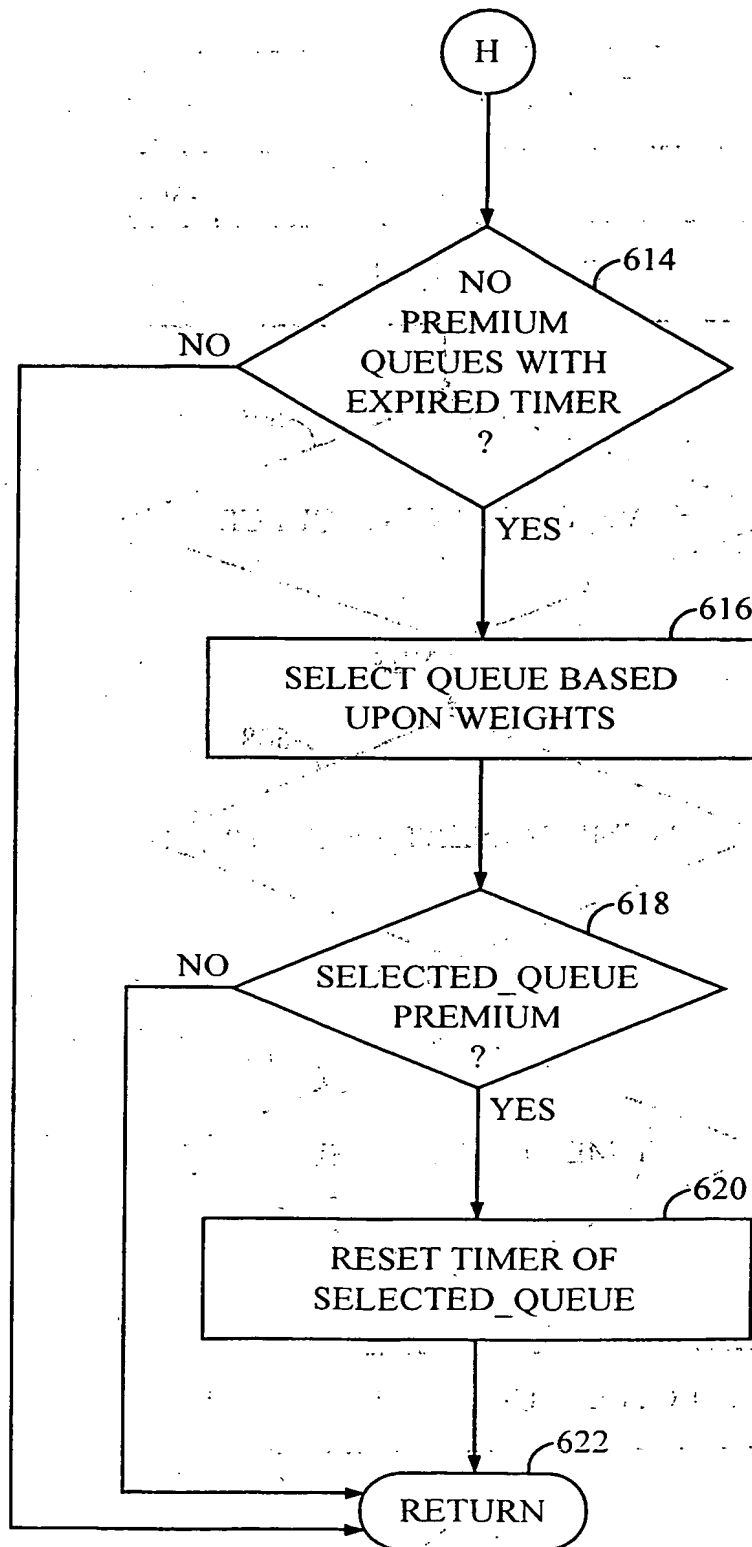 H
614
NO
PREMIUM
QUEUES WITH
EXPIRED TIMER
?
NO
YES
616
SELECT QUEUE BASED
UPON WEIGHTS
618
NO
SELECTED_QUEUE
PREMIUM
?
YES
620
RESET TIMER OF
SELECTED_QUEUE
622
RETURN